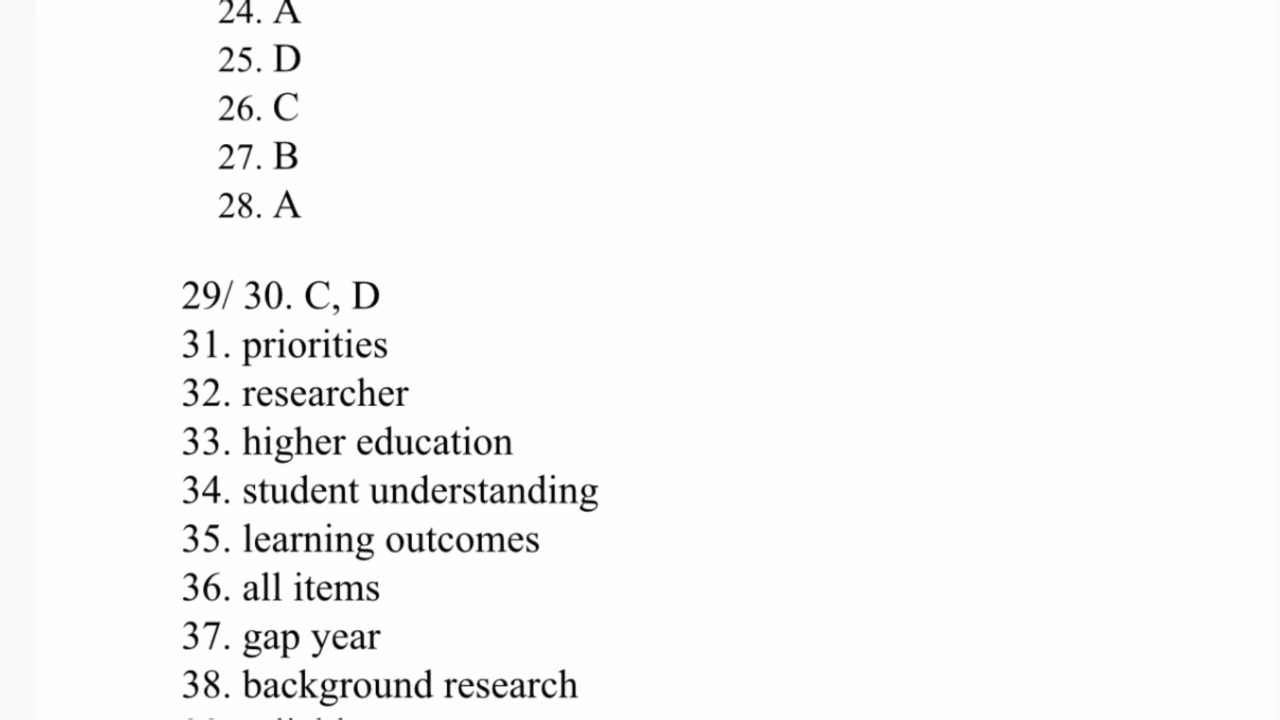 24. A
25. D
26. C
27. B
28. A
29/ 30. C, D
31. priorities
32. researcher
33. higher education
34. student understanding
35. learning outcomes
36. all items
37. gap year
38. background research